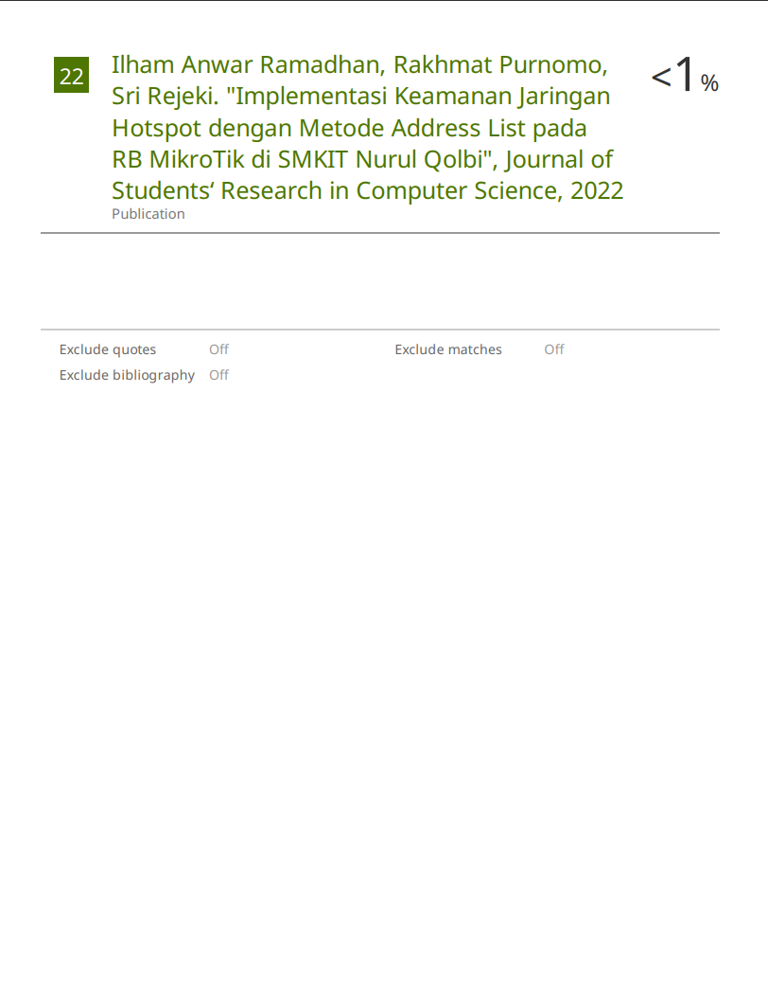 22
Ilham Anwar Ramadhan, Rakhmat Purnomo,
Sri Rejeki. "Implementasi Keamanan Jaringan
Hotspot dengan Metode Address List pada
RB MikroTik di SMKIT Nurul Qolbi", Journal of
Students‘ Research in Computer Science, 2022
Publication
<1%
Exclude quotes Off
Exclude matches Off
Exclude bibliography Off